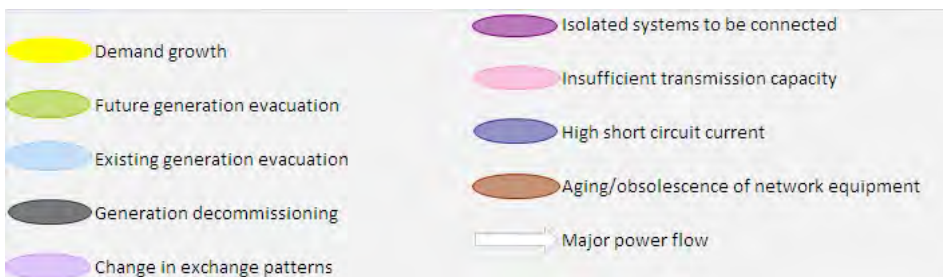 Demand growth
Future generation evacuation
Existing generation evacuation
Generation decommissioning
Change in exchange patterns
Isolated systems to be connected
Insufficient transmission capacity
High short circuit current
Aging/obsolescence of network equipment
Major power flow